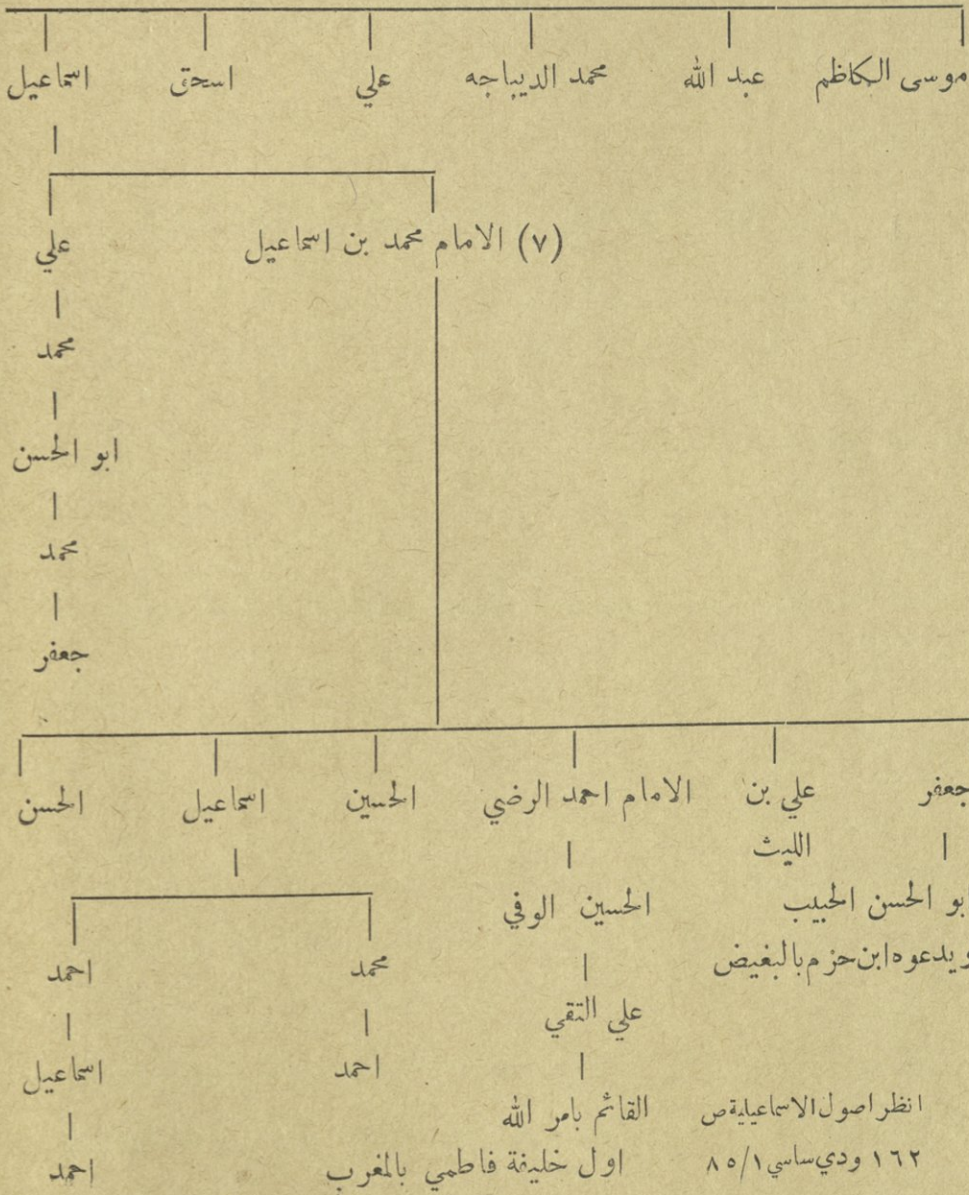 موسى الكاظم عبد الله محمد الديباجه علي اسحق اسماعيل
(٧) الامام محمد بن اسماعيل علي
محمد
ابو الحسن
محمد
جعفر
جعفر علي بن الامام احمد الرضي الحسين اسماعيل الحسن
الليث
بو الحسن الحبيب الحسين الوفي
ويدعوه ابن حزم بالبغيض محمد احمد
علي التقي
احمد اسماعيل
انظر اصول الاسماعيلية ص القائم بامر الله
١٦٢ ودي ساسي ٨٥/١ اول خليفة فاطمي بالمغرب احمد